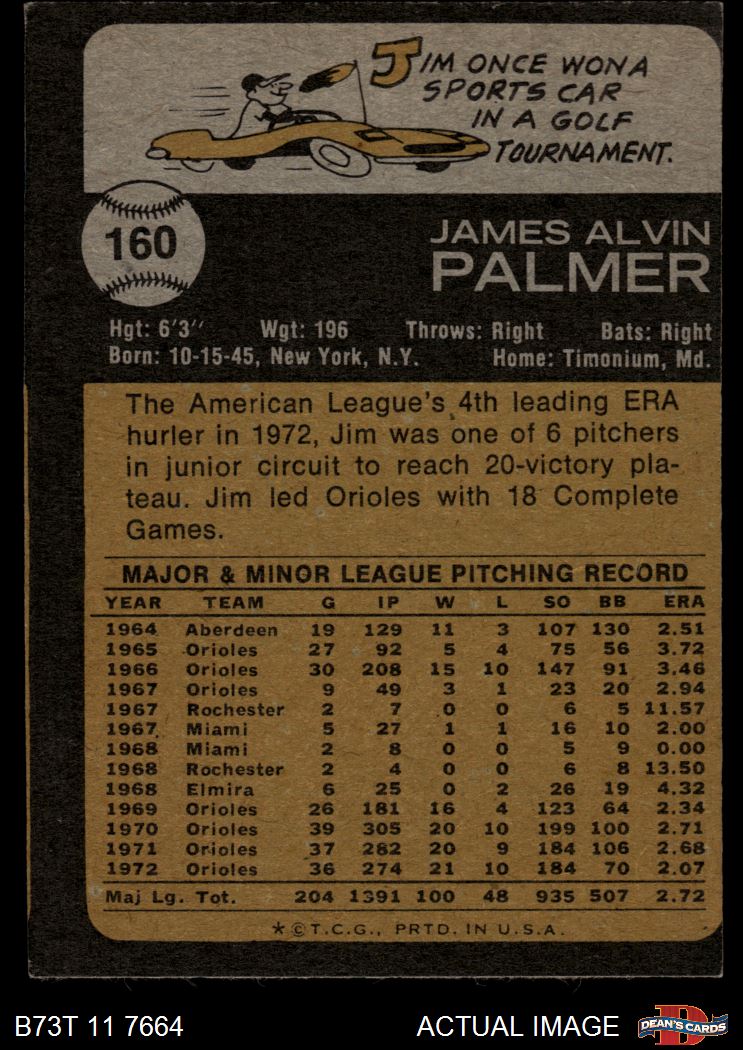 JIM ONCE WON A
SPORTS CAR
IN A GOLF
TOURNAMENT.
160
JAMES ALVIN
PALMER
Hgt: 6'3" Wgt: 196 Throws: Right Bats: Right
Born: 10-15-45, New York, N.Y. Home: Timonium, Md.
The American League's 4th leading ERA
hurler in 1972, Jim was one of 6 pitchers
in junior circuit to reach 20-victory pla-
teau. Jim led Orioles with 18 Complete
Games.
MAJOR & MINOR LEAGUE PITCHING RECORD
YEAR TEAM G IP W L SO BB ERA
1964 Aberdeen 19 129 11 3 107 130 2.51
1965 Orioles 27 92 5 4 75 56 3.72
1966 Orioles 30 208 15 10 147 91 3.46
1967 Orioles 9 49 3 1 23 20 2.94
1967 Rochester 2 7 0 0 6 5 11.57
1967 Miami 5 27 1 1 16 10 2.00
1968 Miami 2 8 0 0 5 9 0.00
1968 Rochester 2 4 0 0 6 8 13.50
1968 Elmira 6 25 0 2 26 19 4.32
1969 Orioles 26 181 16 4 123 64 2.34
1970 Orioles 39 305 20 10 199 100 2.71
1971 Orioles 37 282 20 9 184 106 2.68
1972 Orioles 36 274 21 10 184 70 2.07
Maj Lg. Tot. 204 1391 100 48 935 507 2.72
*©T.C.G., PRTD. IN U.S.A.
B73T 11 7664 ACTUAL IMAGE DEAN'S CARDS